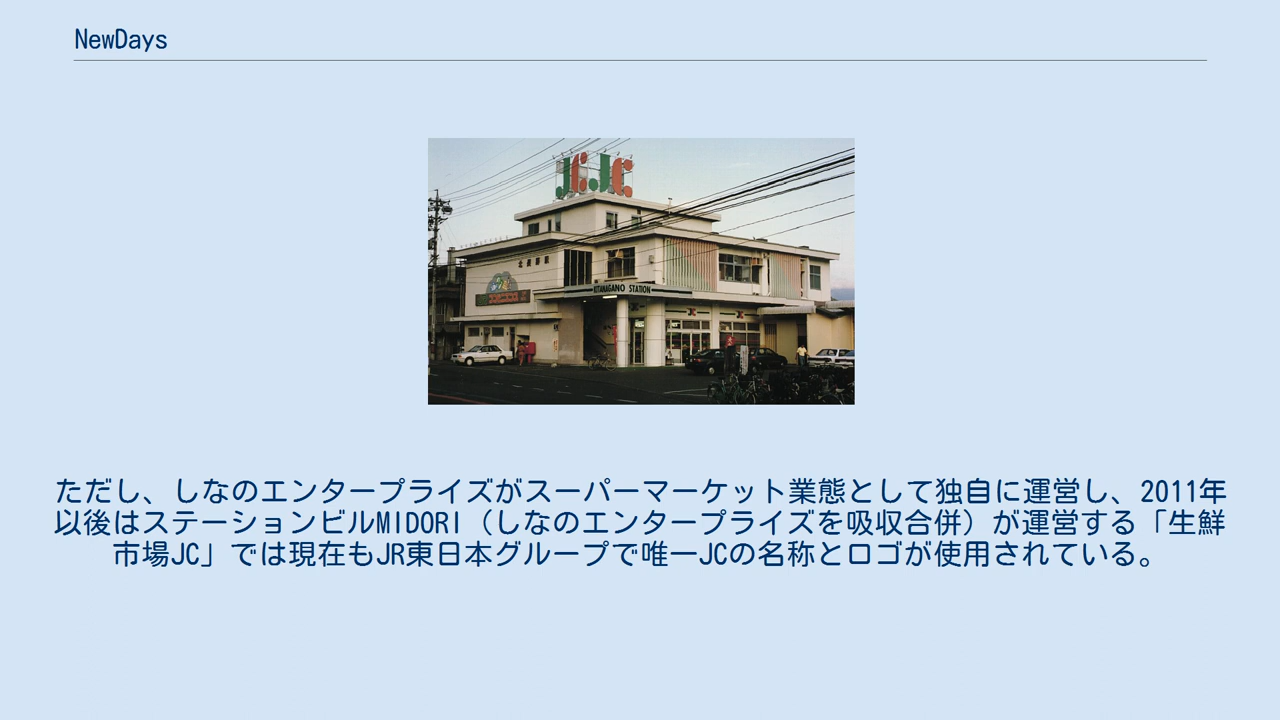 NewDays
JC JC
北長野駅
KITANAGANO STATION
ただし、しなのエンタープライズがスーパーマーケット業態として独自に運営し、2011年
以後はステーションビルMIDORI（しなのエンタープライズを吸収合併）が運営する「生鮮
市場JC」では現在もJR東日本グループで唯一JCの名称とロゴが使用されている。